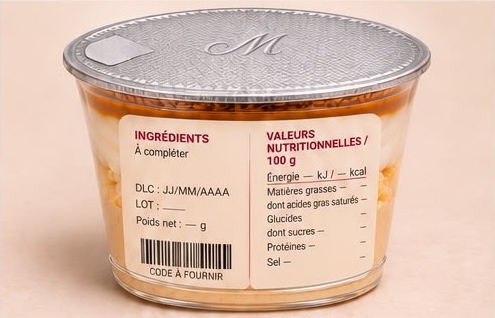 M
INGRÉDIENTS
À compléter
DLC : JJ/MM/AAAA
LOT : ____
Poids net : — g
CODE À FOURNIR
VALEURS
NUTRITIONNELLES /
100 g
Énergie — kJ / — kcal
Matières grasses — –
dont acides gras saturés – –
Glucides –
dont sucres – –
Protéines – –
Sel – –